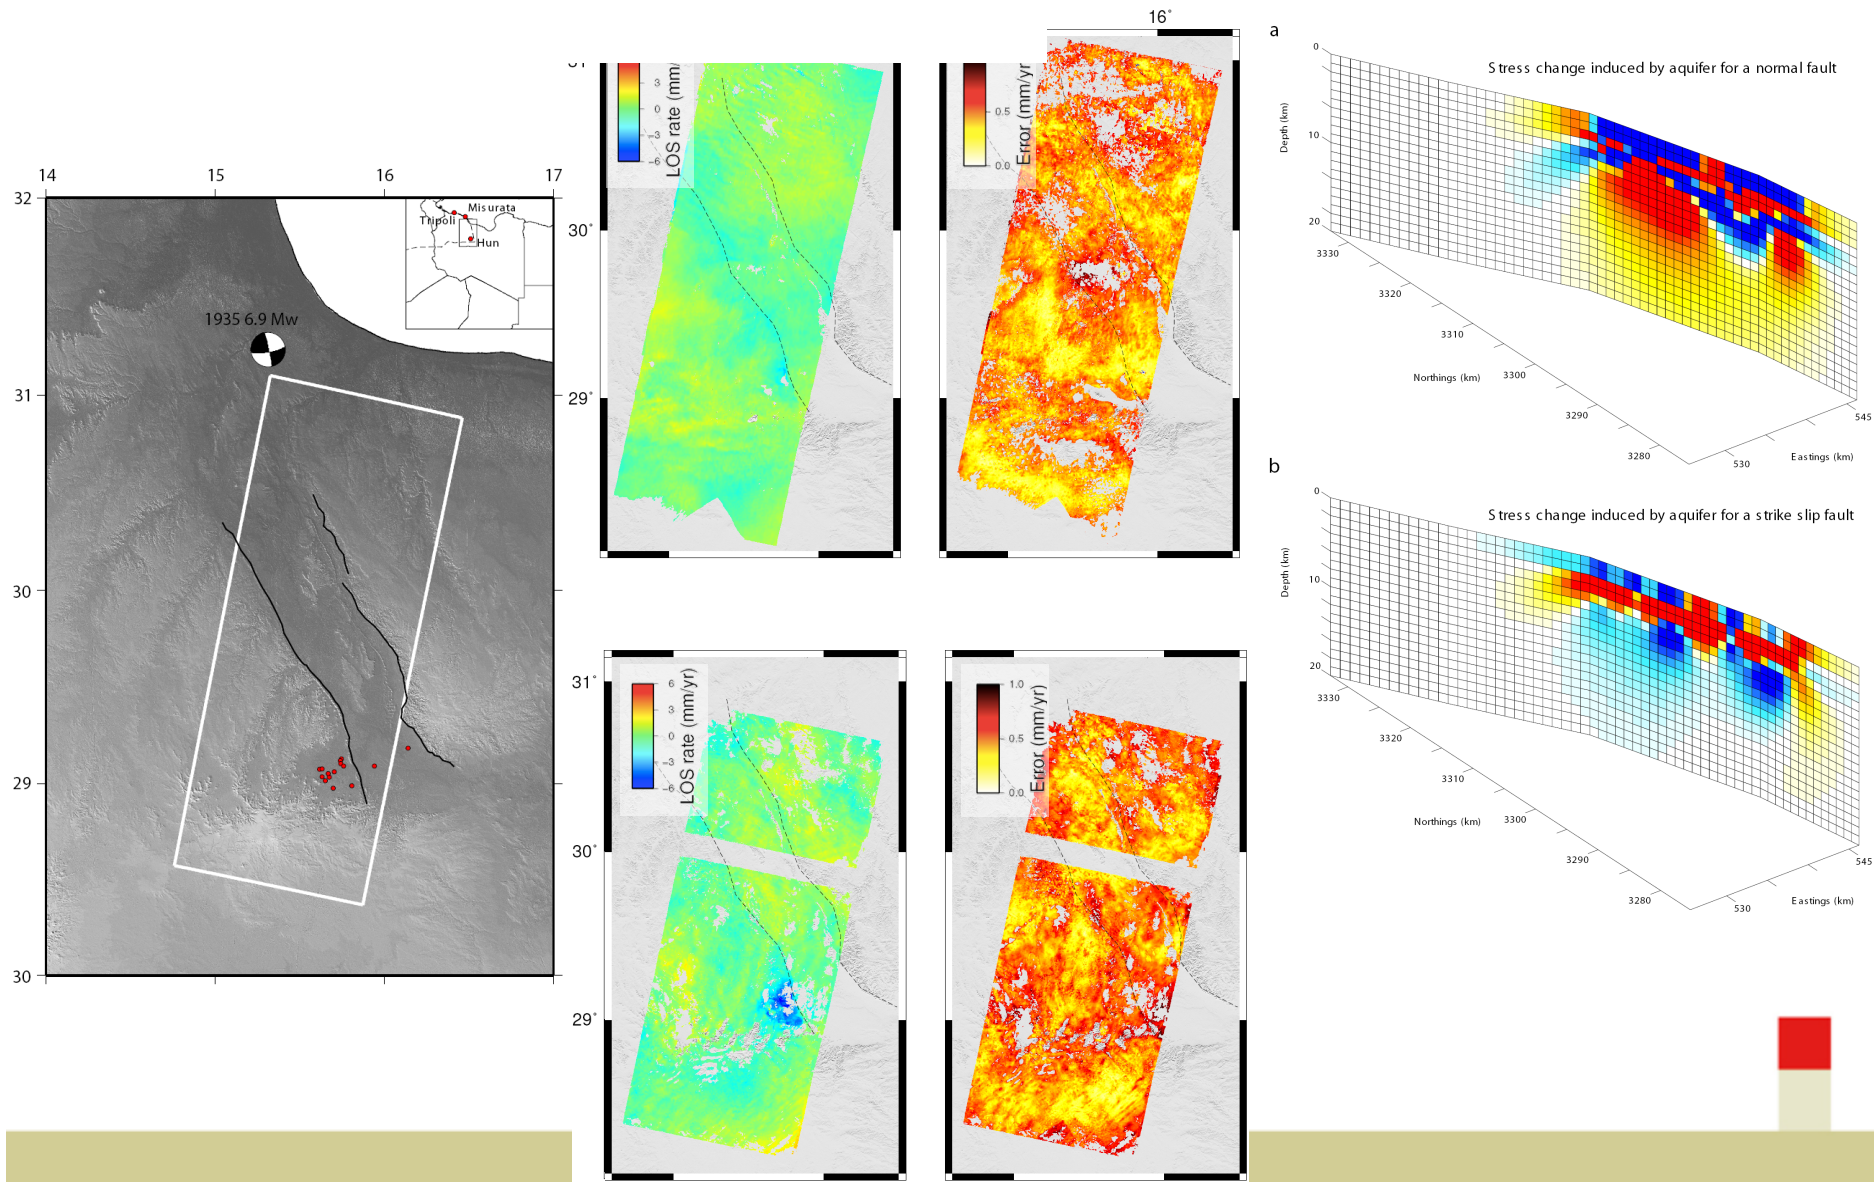 14
15
16
17
32
31
30
29
30
Misurata
Tripoli
Hun
1935 6.9 Mw
30°
29°
3
0
-3
-6
LOS rate (mm/
16°
0.5
0.0
Error (mm/yr)
31°
30°
29°
6
3
0
-3
-6
LOS rate (mm/yr)
1.0
0.5
0.0
Error (mm/yr)
a
Stress change induced by aquifer for a normal fault
0
10
20
Depth (km)
3330
3320
3310
3300
3290
3280
Northings (km)
530
545
Eastings (km)
b
Stress change induced by aquifer for a strike slip fault
0
10
20
Depth (km)
3330
3320
3310
3300
3290
3280
Northings (km)
530
545
Eastings (km)